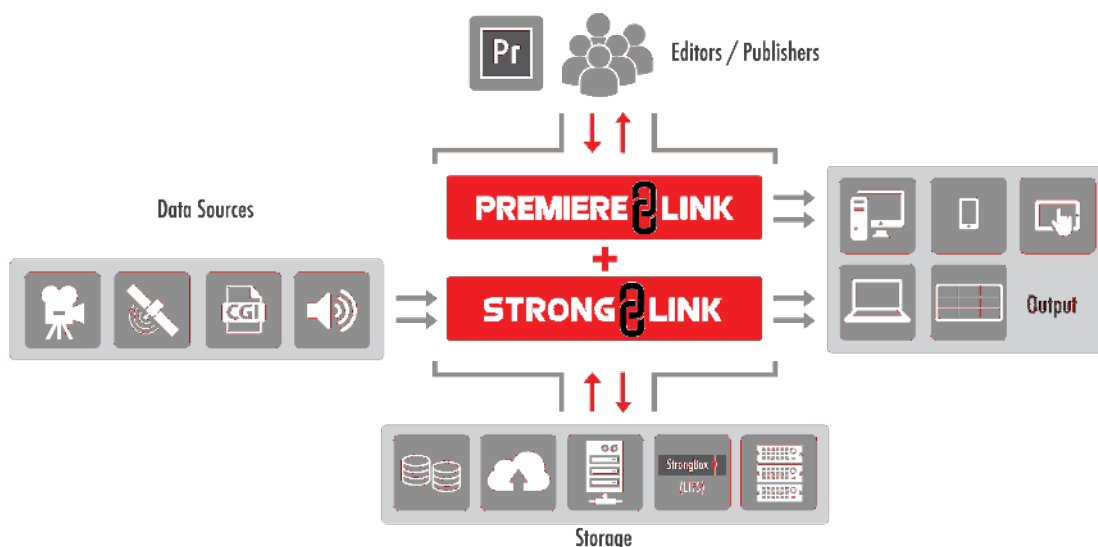 Pr
Editors / Publishers
PREMIERE LINK
Data Sources
CGI
STRONG LINK
Output
StrongBox
(LTFS)
Storage